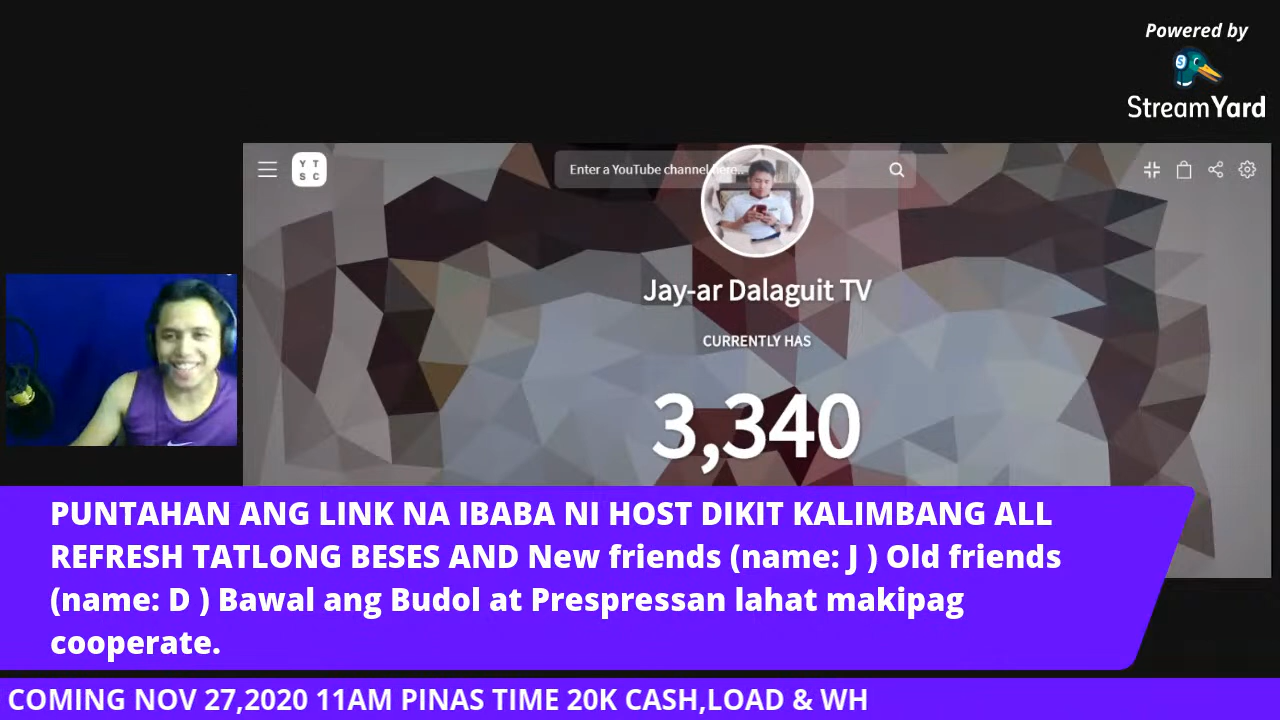 Powered by
StreamYard
Y T
S C
Enter a YouTube channel here...
Jay-ar Dalaguit TV
CURRENTLY HAS
3,340
PUNTAHAN ANG LINK NA IBABA NI HOST DIKIT KALIMBANG ALL
REFRESH TATLONG BESES AND New friends (name: J ) Old friends
(name: D ) Bawal ang Budol at Prespressan lahat makipag
cooperate.
COMING NOV 27,2020 11AM PINAS TIME 20K CASH,LOAD & WH